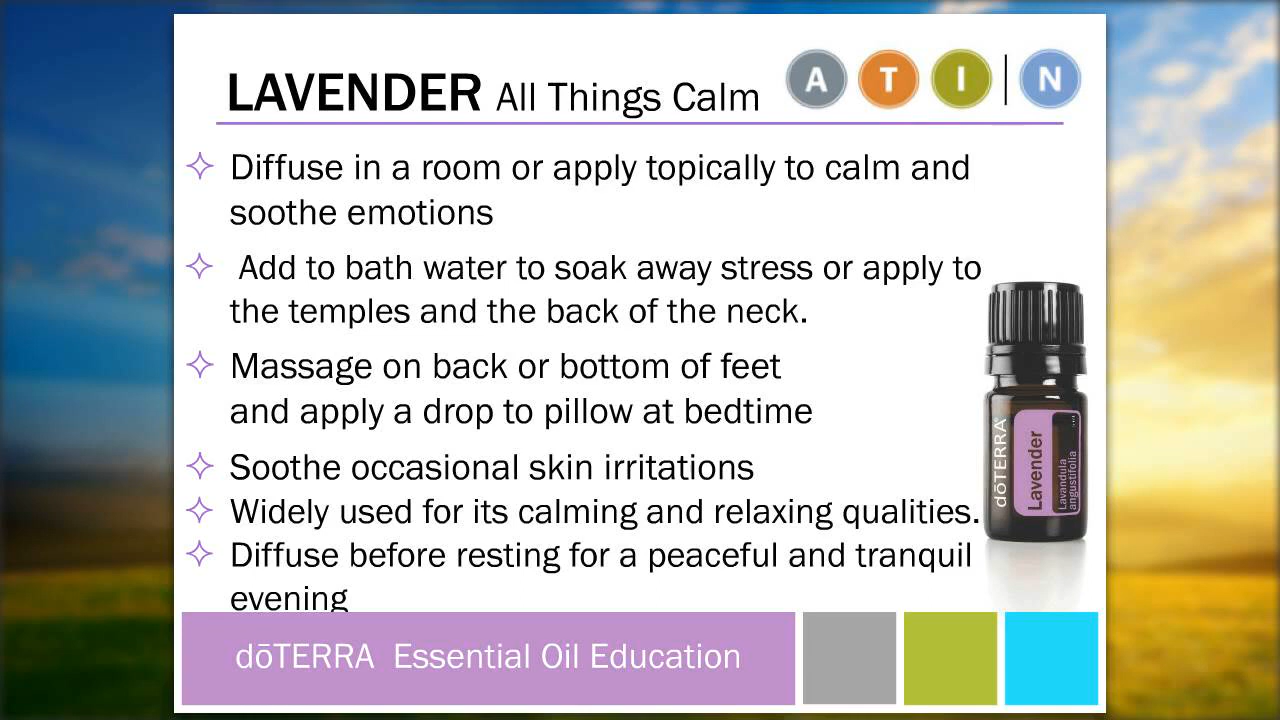 LAVENDER All Things Calm
A T I N
Diffuse in a room or apply topically to calm and
soothe emotions
Add to bath water to soak away stress or apply to
the temples and the back of the neck.
Massage on back or bottom of feet
and apply a drop to pillow at bedtime
Soothe occasional skin irritations
Widely used for its calming and relaxing qualities.
Diffuse before resting for a peaceful and tranquil
evening
dōTERRA
Lavender
Lavandula
angustifolia
dōTERRA Essential Oil Education